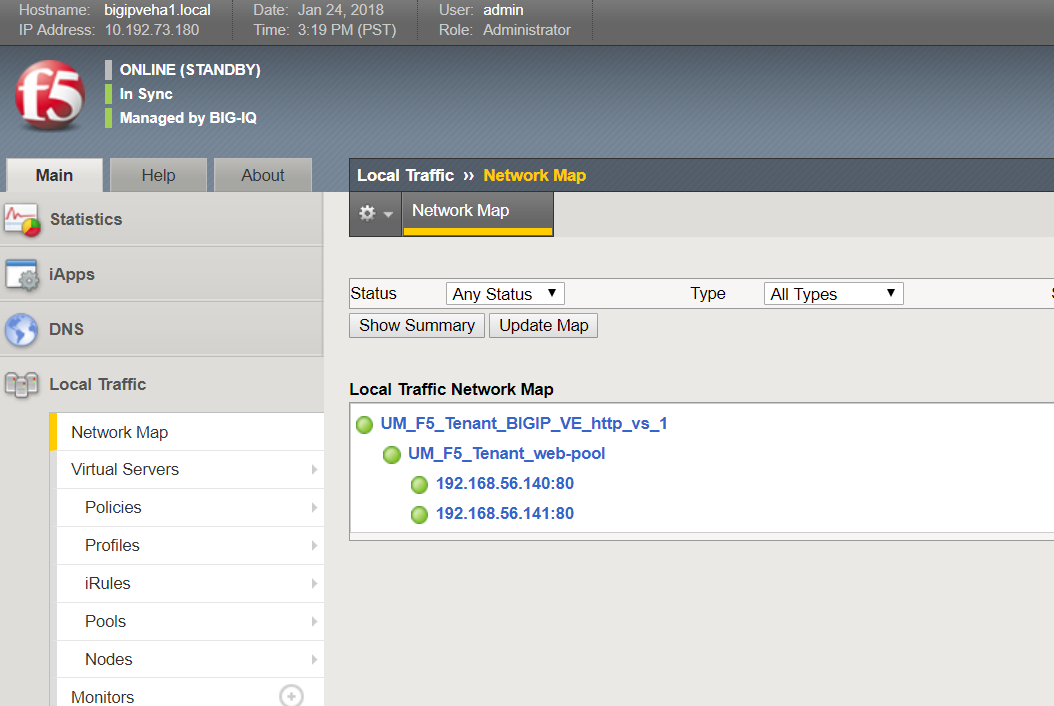 Hostname: bigipveha1.local Date: Jan 24, 2018 User: admin
IP Address: 10.192.73.180 Time: 3:19 PM (PST) Role: Administrator
f5
ONLINE (STANDBY)
In Sync
Managed by BIG-IQ
Main Help About
Local Traffic ›› Network Map
Network Map
Statistics
iApps
DNS
Local Traffic
Network Map
Virtual Servers
Policies
Profiles
iRules
Pools
Nodes
Monitors
Status Any Status Type All Types
Show Summary Update Map
Local Traffic Network Map
UM_F5_Tenant_BIGIP_VE_http_vs_1
UM_F5_Tenant_web-pool
192.168.56.140:80
192.168.56.141:80